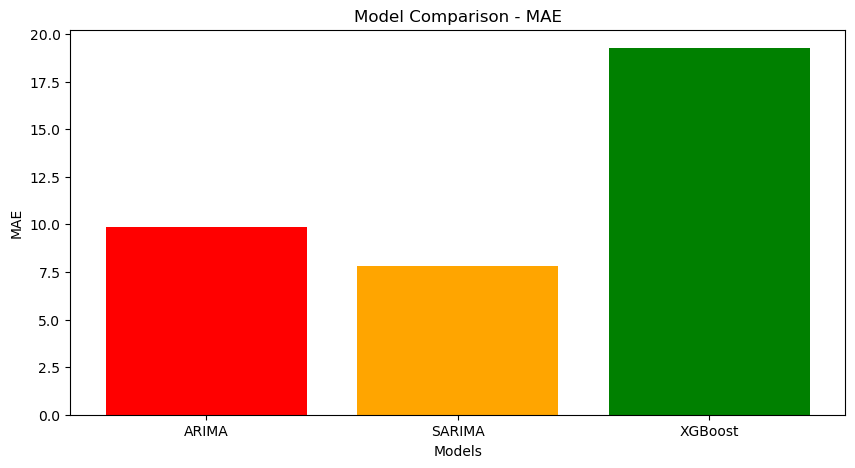 Model Comparison - MAE
20.0
17.5
15.0
12.5
10.0
7.5
5.0
2.5
0.0
MAE
ARIMA SARIMA XGBoost
Models